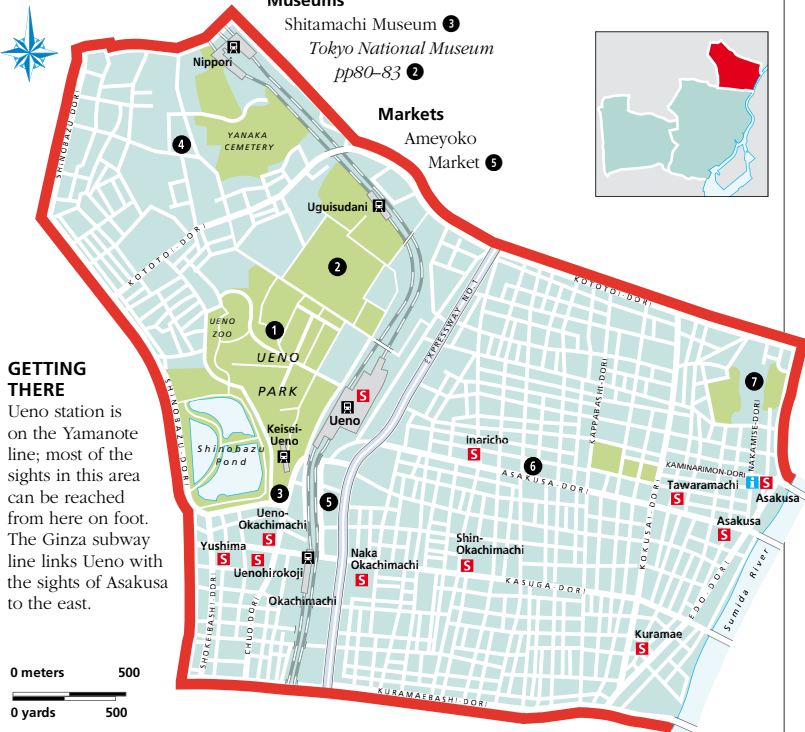 Museums
Shitamachi Museum 3
Tokyo National Museum
pp80–83 2
Markets
Ameyoko
Market 5
GETTING
THERE
Ueno station is
on the Yamanote
line; most of the
sights in this area
can be reached
from here on foot.
The Ginza subway
line links Ueno with
the sights of Asakusa
to the east.
0 meters 500
0 yards 500
Nippori
YANAKA
CEMETERY
SHINOBAZU-DORI
4
Uguisudani
KOTOTOI-DORI
2
EXPRESSWAY NO.1
KOTOTOI-DORI
UENO
ZOO
1
UENO
PARK
SHINOBAZU-DORI
S
Ueno
Keisei-
Ueno
Shinobazu
Pond
3
5
KAPPABASHI-DORI
7
NAKAMISE-DORI
Inaricho
S
6
ASAKUSA-DORI
KAMINARIMON-DORI
Tawaramachi
S
i
S
Asakusa
Asakusa
S
KOKUSAI-DORI
EDO-DORI
Sumida River
Ueno-
Okachimachi
S
Yushima
S
S
Uenohirokoji
Okachimachi
Naka
Okachimachi
S
Shin-
Okachimachi
S
KASUGA-DORI
SHOKEIBASHI-DORI
CHUO DORI
Kuramae
S
KURAMAEBASHI-DORI